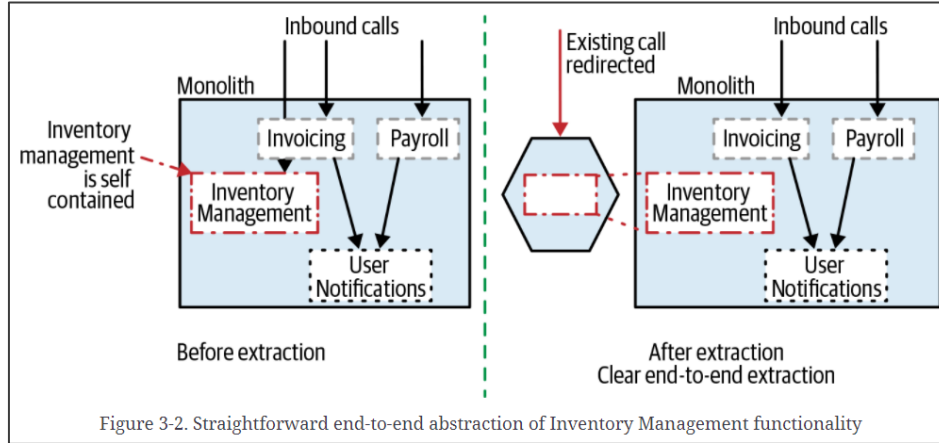 Inbound calls
Monolith
Invoicing
Payroll
Inventory
management
is self
contained
Inventory
Management
User
Notifications
Before extraction
Existing call
redirected
Inbound calls
Monolith
Invoicing
Payroll
Inventory
Management
User
Notifications
After extraction
Clear end-to-end extraction
Figure 3-2. Straightforward end-to-end abstraction of Inventory Management functionality